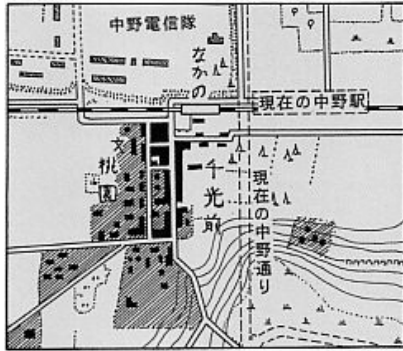 中野電信隊
なかの
現在の中野駅
文
桃園
千光前
現在の中野通り